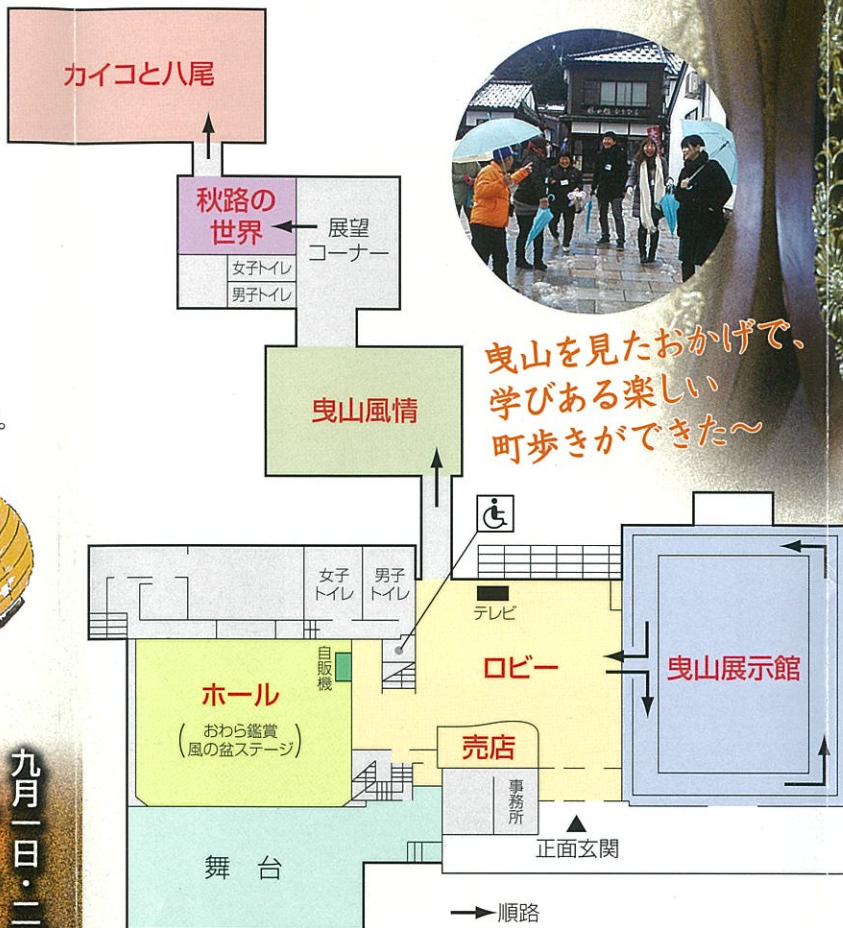 カイコと八尾
秋路の
世界
展望
コーナー
女子トイレ
男子トイレ
曳山を見たおかげで、
学びある楽しい
町歩きができた～
曳山風情
。
女子
トイレ
男子
トイレ
テレビ
自販機
ロビー
曳山展示館
ホール
(おわら鑑賞
風の盆ステージ)
売店
事務所
正面玄関
舞 台
順路
九月一日・二